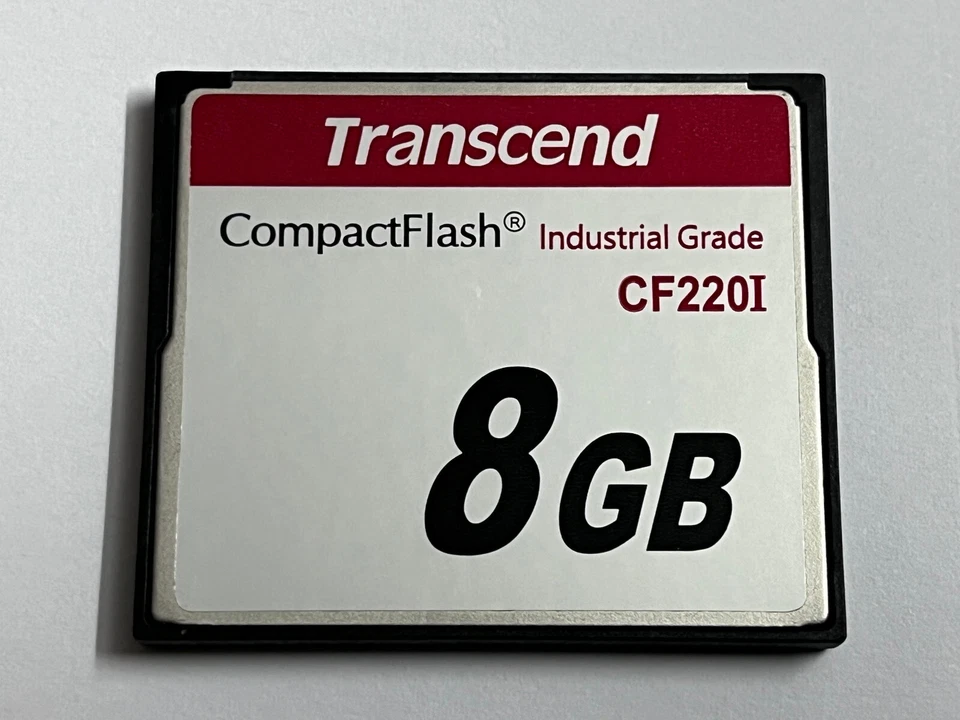 Transcend
CompactFlash® Industrial Grade
CF220I
8GB